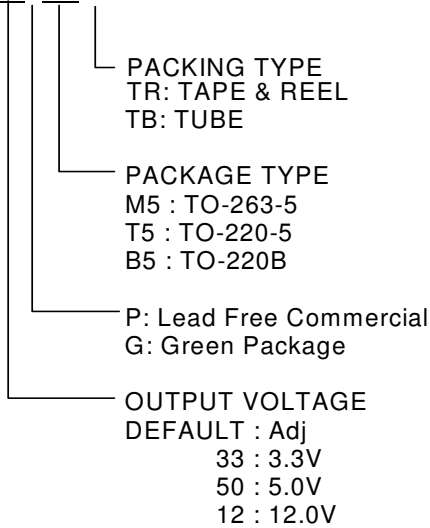 PACKING TYPE
TR: TAPE & REEL
TB: TUBE
PACKAGE TYPE
M5 : TO-263-5
T5 : TO-220-5
B5 : TO-220B
P: Lead Free Commercial
G: Green Package
OUTPUT VOLTAGE
DEFAULT : Adj
33 : 3.3V
50 : 5.0V
12 : 12.0V